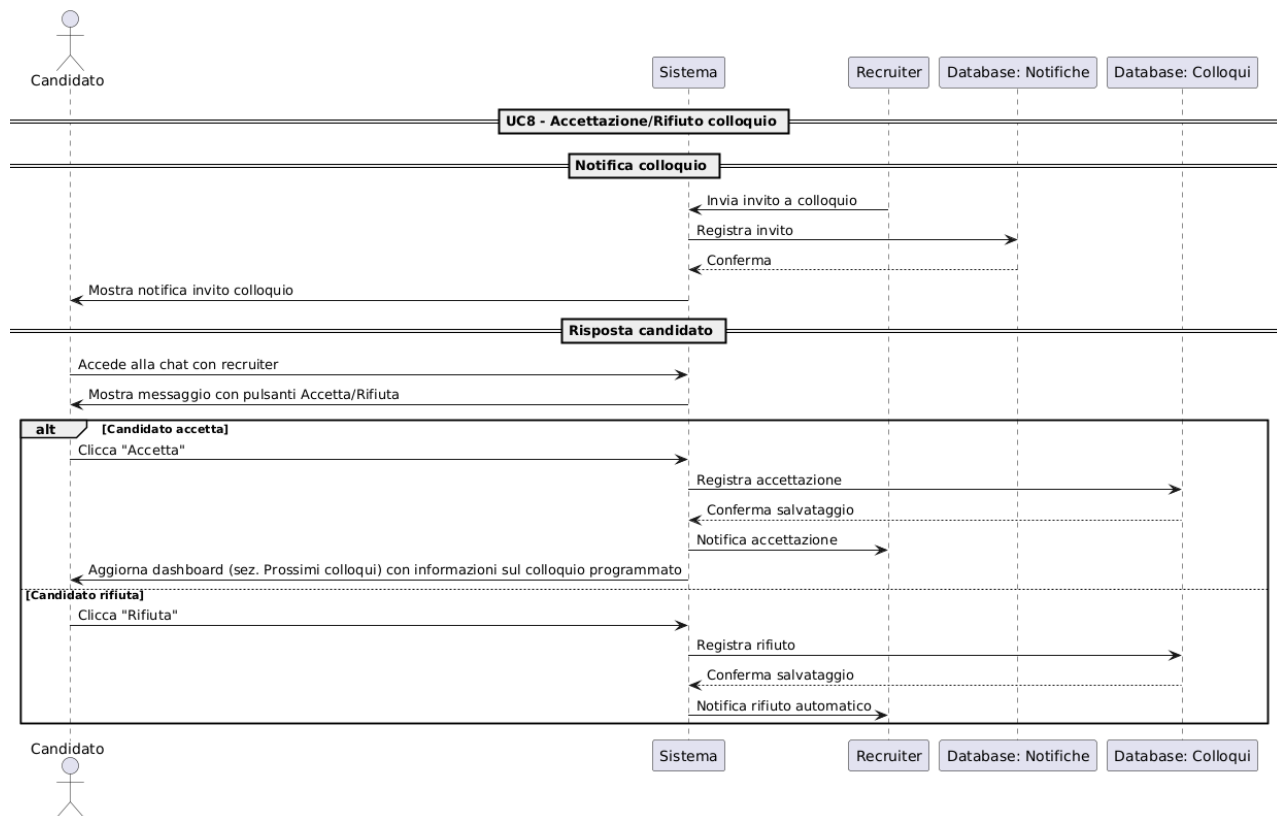 Candidato
Sistema
Recruiter
Database: Notifiche
Database: Colloqui
UC8 - Accettazione/Rifiuto colloquio
Notifica colloquio
Invia invito a colloquio
Registra invito
Conferma
Mostra notifica invito colloquio
Risposta candidato
Accede alla chat con recruiter
Mostra messaggio con pulsanti Accetta/Rifiuta
alt [Candidato accetta]
Clicca "Accetta"
Registra accettazione
Conferma salvataggio
Notifica accettazione
Aggiorna dashboard (sez. Prossimi colloqui) con informazioni sul colloquio programmato
[Candidato rifiuta]
Clicca "Rifiuta"
Registra rifiuto
Conferma salvataggio
Notifica rifiuto automatico
Candidato
Sistema
Recruiter
Database: Notifiche
Database: Colloqui